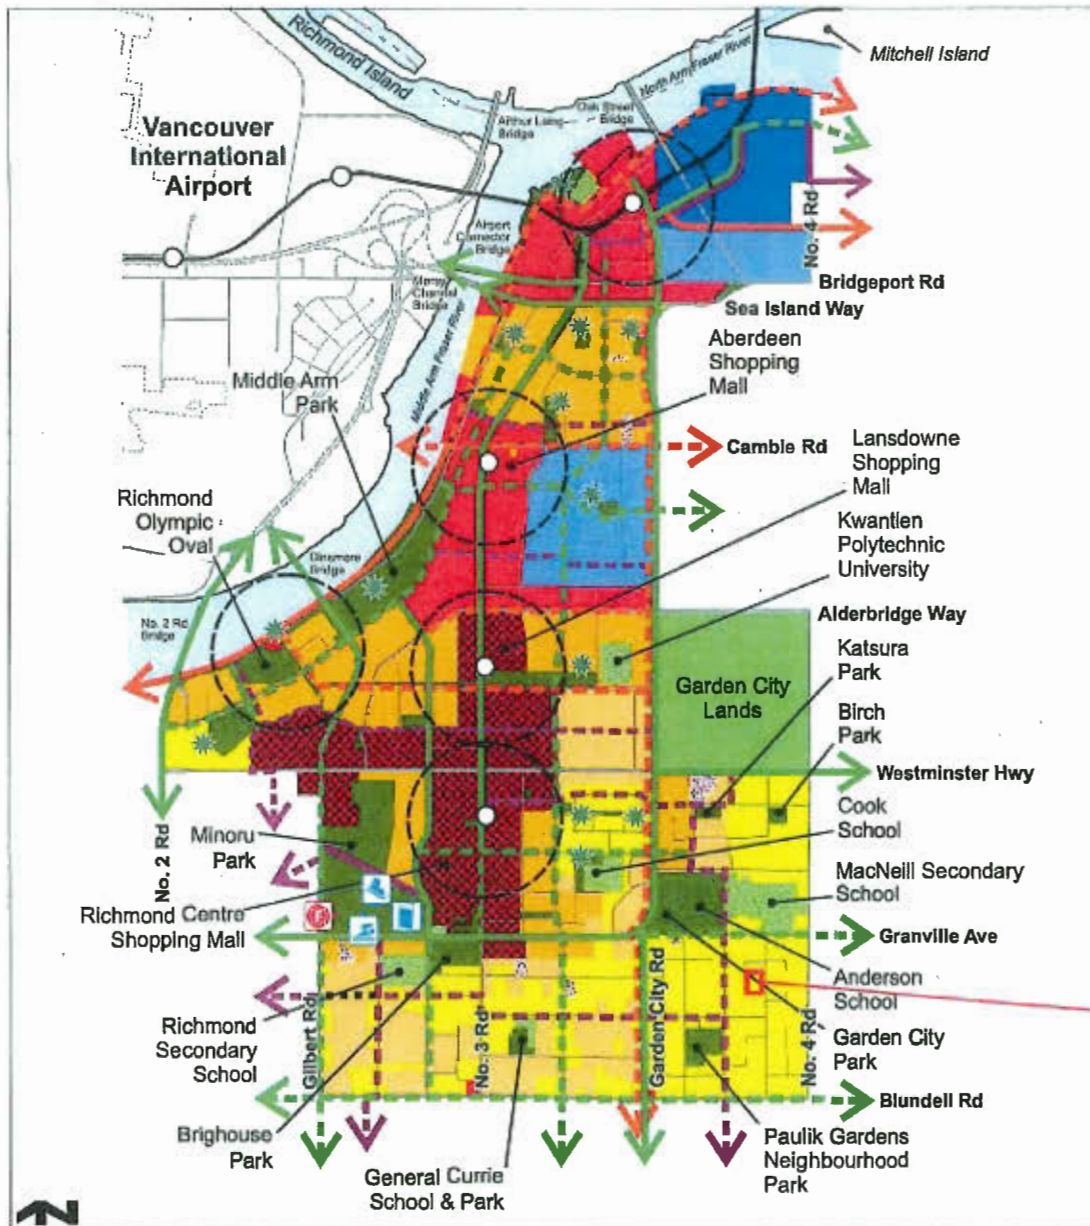 Richmond Island
Mitchell Island
North Arm Fraser River
Oak Street
Bridge
Arthur Laing
Bridge
Vancouver
International
Airport
Airport
Connector
Bridge
No. 4 Rd
Bridgeport Rd
Sea Island Way
Channel
Bridge
Middle Arm Fraser River
Aberdeen
Shopping
Mall
Middle Arm
Park
Cambie Rd
Lansdowne
Shopping
Mall
Richmond
Olympic
Oval
Kwantlen
Polytechnic
University
Dinsmore
Bridge
No. 2 Rd
Bridge
Alderbridge Way
Katsura
Park
Garden City
Lands
Birch
Park
Westminster Hwy
No. 2 Rd
Minoru
Park
Cook
School
MacNeill Secondary
School
Richmond Centre
Shopping Mall
Granville Ave
Anderson
School
Richmond
Secondary
School
Gilbert Rd
No. 3 Rd
Garden City Rd
No. 4 Rd
Garden City
Park
Blundell Rd
Brighouse
Park
General Currie
School & Park
Paulik Gardens
Neighbourhood
Park